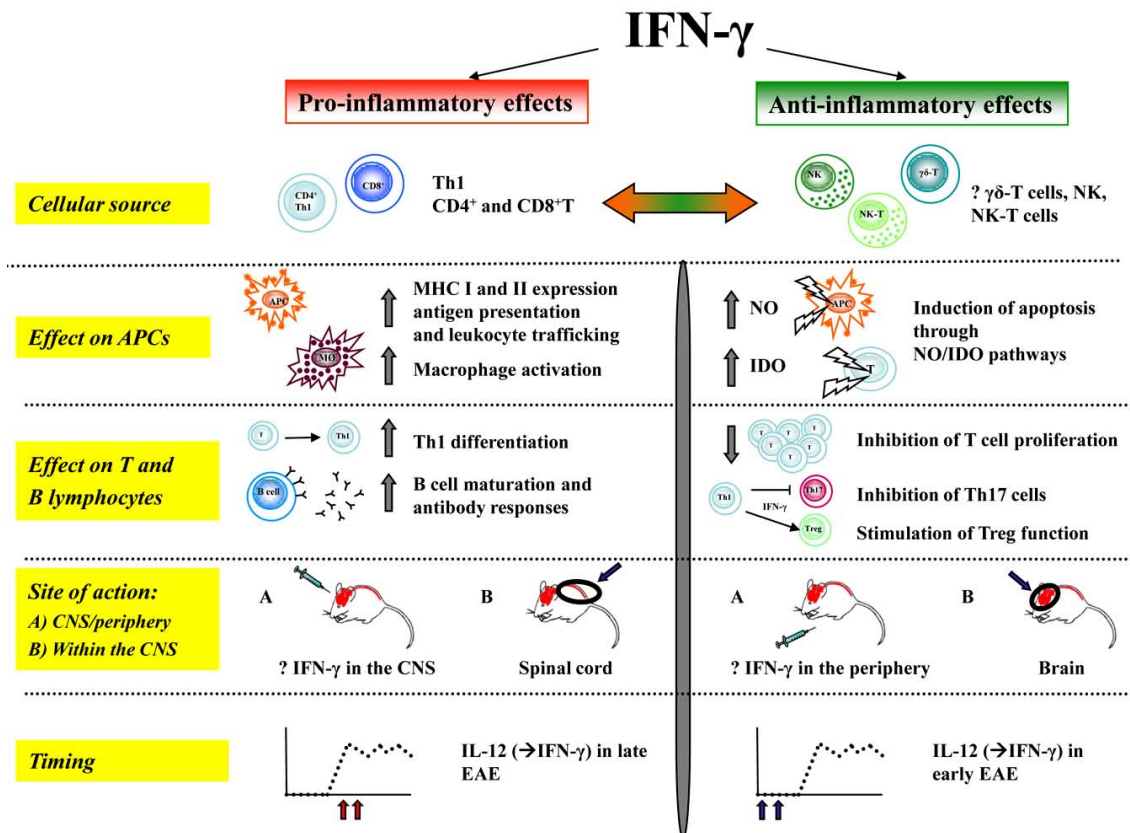 IFN-γ
Pro-inflammatory effects
Anti-inflammatory effects
Cellular source
CD4⁺
Th1
CD8⁺
Th1
CD4⁺ and CD8⁺T
NK
NK-T
γδ-T
? γδ-T cells, NK,
NK-T cells
Effect on APCs
APC
MHC I and II expression
antigen presentation
and leukocyte trafficking
MØ
Macrophage activation
NO
APC
IDO
T
Induction of apoptosis
through
NO/IDO pathways
Effect on T and
B lymphocytes
T
Th1
Th1 differentiation
B cell
B cell maturation and
antibody responses
T
T
T
T
T
T
Inhibition of T cell proliferation
Th1
IFN-γ
Th17
Inhibition of Th17 cells
Treg
Stimulation of Treg function
Site of action:
A) CNS/periphery
B) Within the CNS
A
? IFN-γ in the CNS
B
Spinal cord
A
? IFN-γ in the periphery
B
Brain
Timing
IL-12 (→IFN-γ) in late
EAE
IL-12 (→IFN-γ) in
early EAE